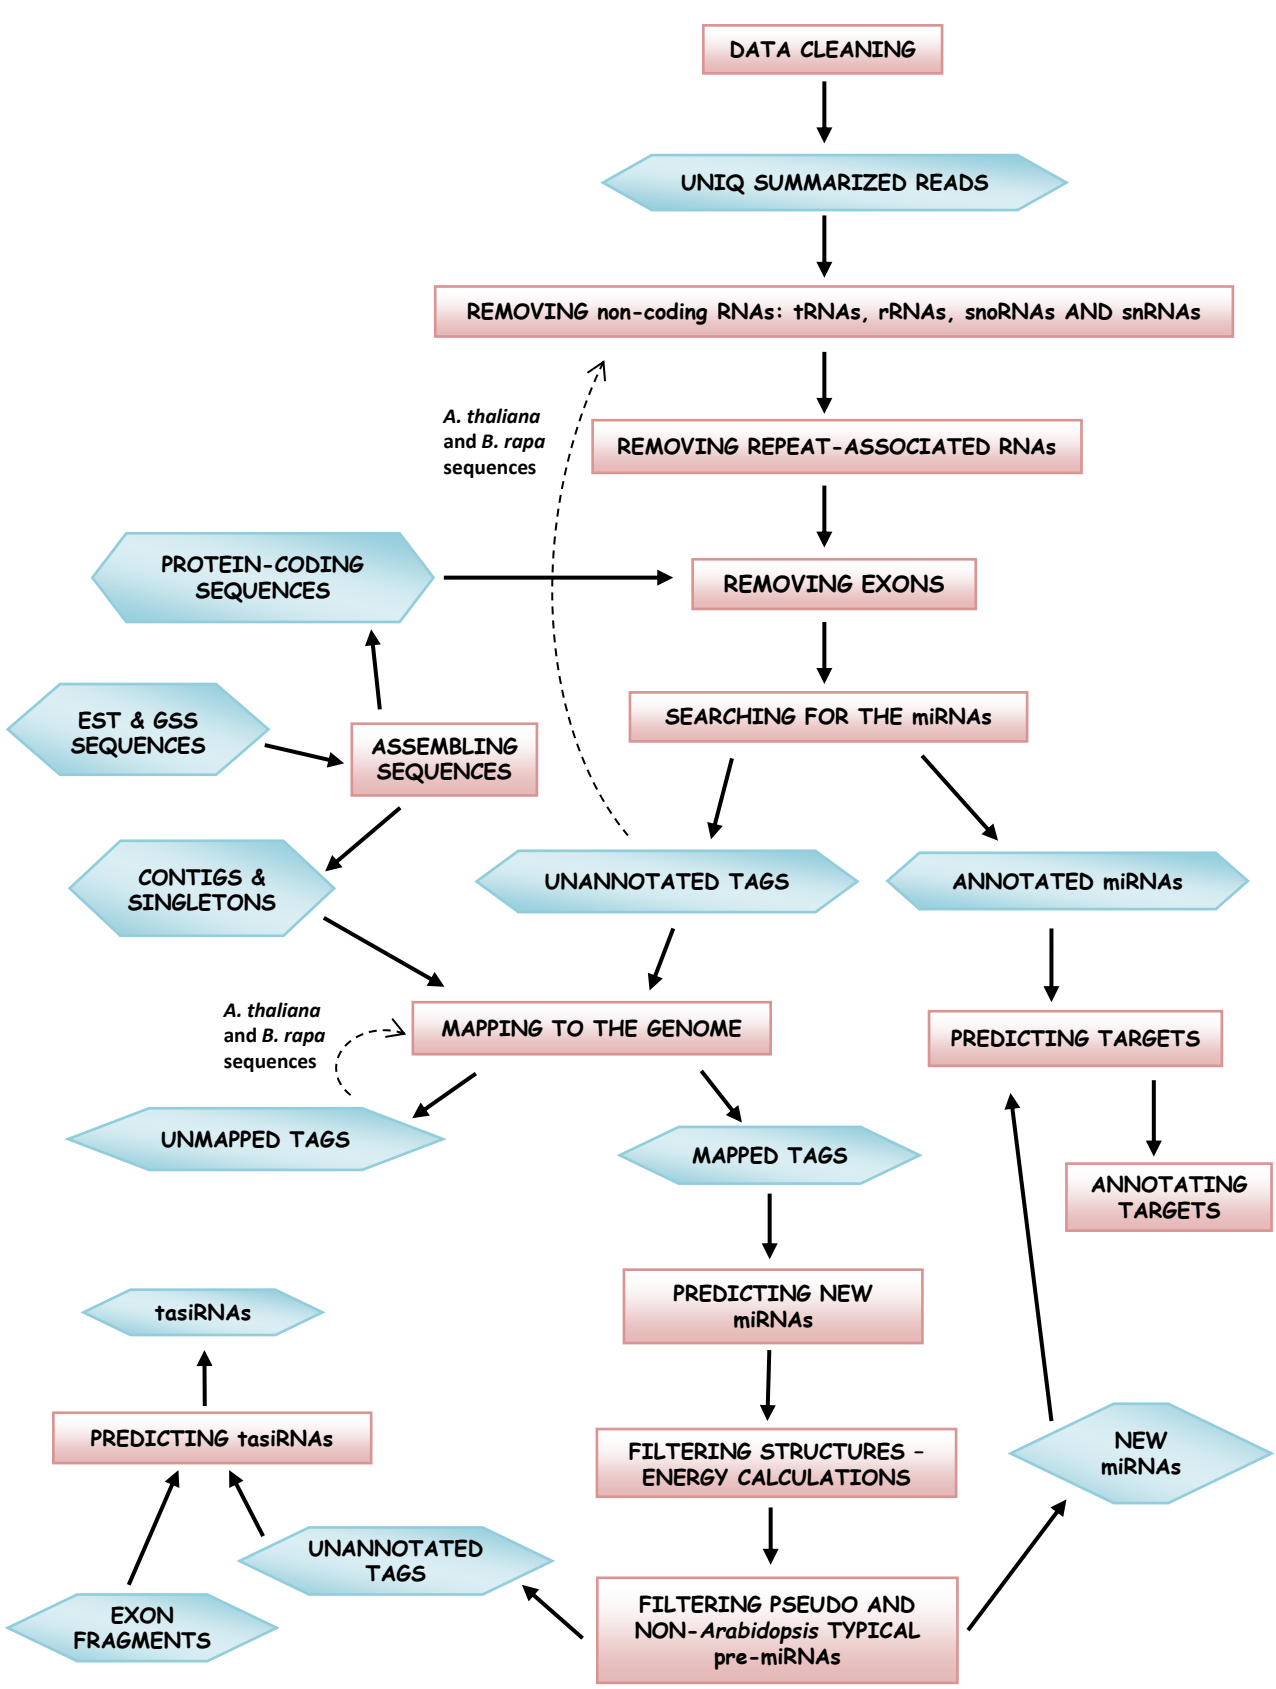 DATA CLEANING
UNIQ SUMMARIZED READS
REMOVING non-coding RNAs: tRNAs, rRNAs, snoRNAs AND snRNAs
A. thaliana
and B. rapa
sequences
REMOVING REPEAT-ASSOCIATED RNAs
PROTEIN-CODING
SEQUENCES
REMOVING EXONS
EST & GSS
SEQUENCES
ASSEMBLING
SEQUENCES
SEARCHING FOR THE miRNAs
CONTIGS &
SINGLETONS
UNANNOTATED TAGS
ANNOTATED miRNAs
A. thaliana
and B. rapa
sequences
MAPPING TO THE GENOME
PREDICTING TARGETS
UNMAPPED TAGS
MAPPED TAGS
ANNOTATING
TARGETS
PREDICTING NEW
miRNAs
tasiRNAs
PREDICTING tasiRNAs
FILTERING STRUCTURES –
ENERGY CALCULATIONS
NEW
miRNAs
UNANNOTATED
TAGS
EXON
FRAGMENTS
FILTERING PSEUDO AND
NON-Arabidopsis TYPICAL
pre-miRNAs